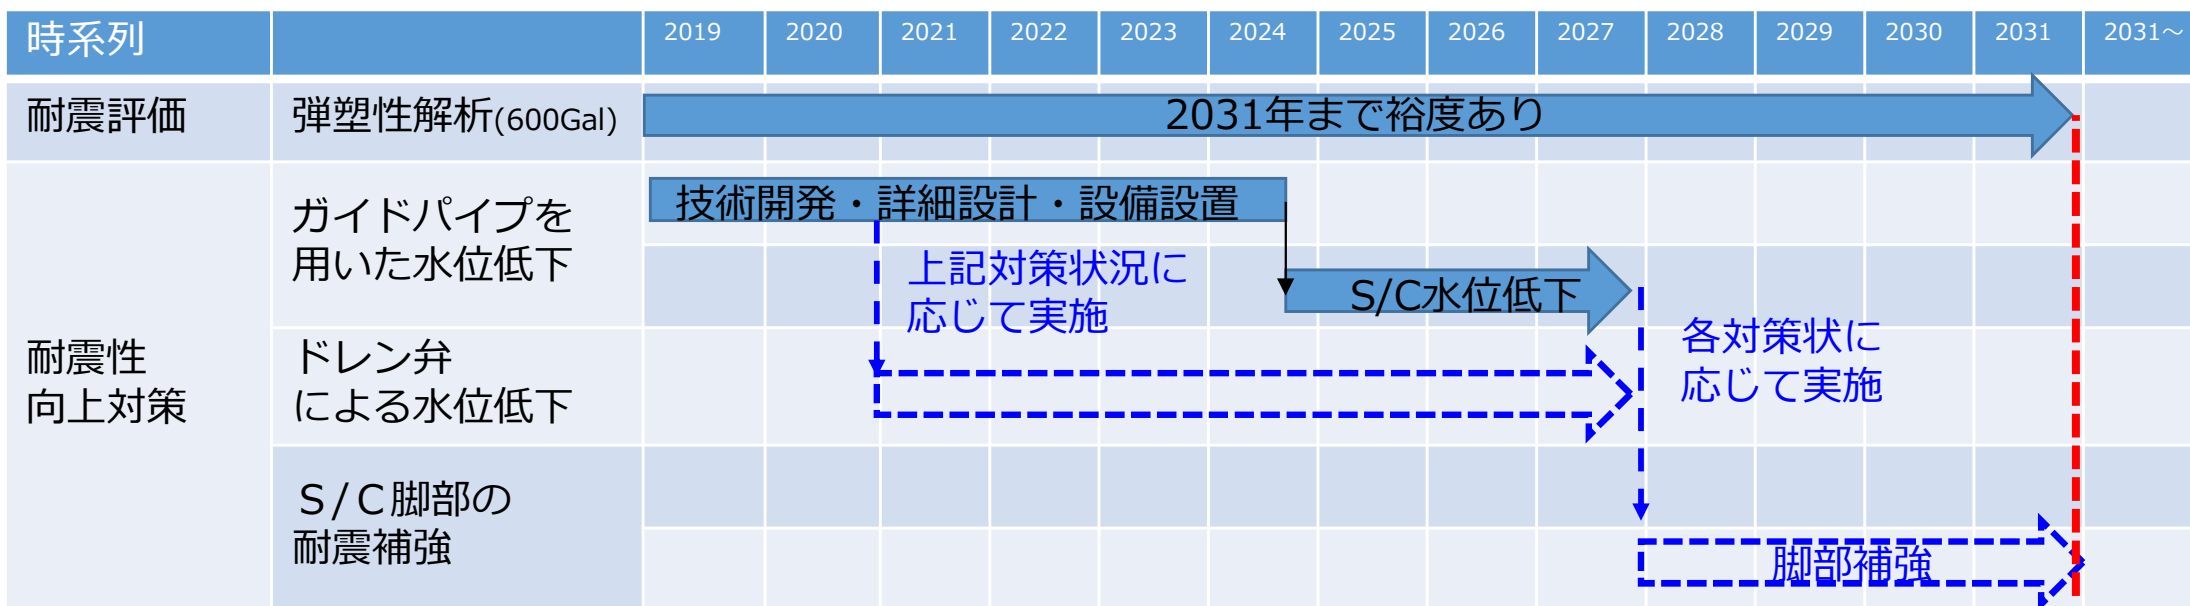 時系列
2019 2020 2021 2022 2023 2024 2025 2026 2027 2028 2029 2030 2031 2031～
耐震評価
弾塑性解析(600Gal)
2031年まで裕度あり
耐震性
向上対策
ガイドパイプを
用いた水位低下
技術開発・詳細設計・設備設置
上記対策状況に
応じて実施
S/C水位低下
ドレン弁
による水位低下
各対策状に
応じて実施
Ｓ/Ｃ脚部の
耐震補強
脚部補強